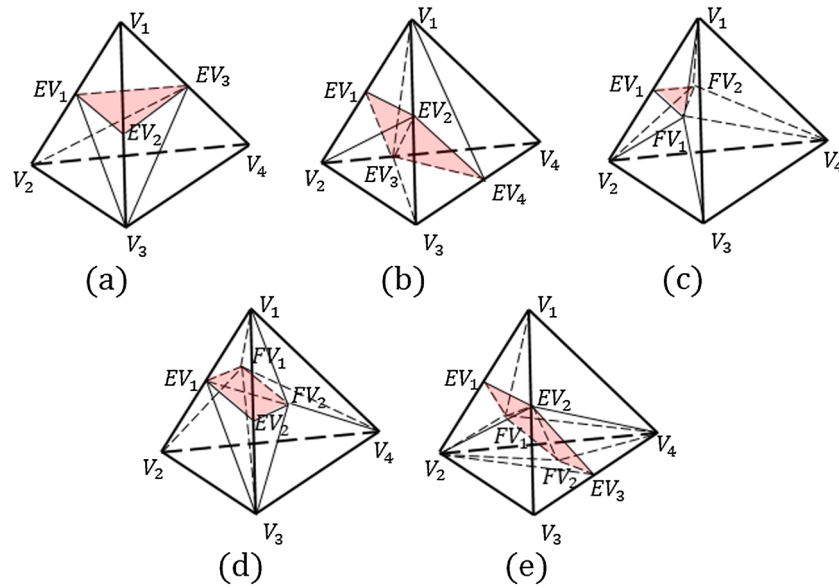 V₁
EV₁
EV₃
EV₂
V₂
V₄
V₃
(a)
V₁
EV₁
EV₂
V₂
EV₃
V₄
EV₄
V₃
(b)
V₁
EV₁
FV₂
FV₁
V₂
V₄
V₃
(c)
V₁
EV₁
FV₁
FV₂
EV₂
V₂
V₄
V₃
(d)
V₁
EV₁
EV₂
FV₁
V₂
V₄
FV₂
EV₃
V₃
(e)